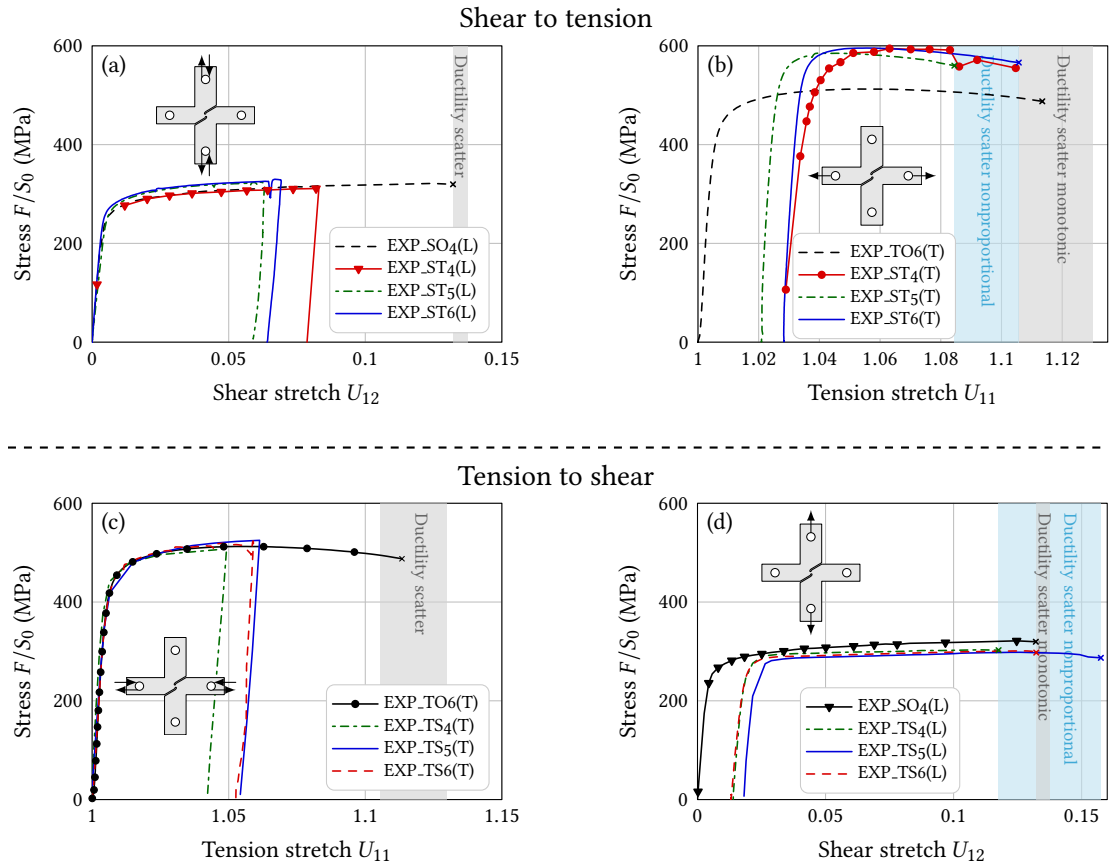 Shear to tension
(a)
600
400
200
0
Stress F/S0 (MPa)
Ductility scatter
EXP_SO4(L)
EXP_ST4(L)
EXP_ST5(L)
EXP_ST6(L)
0 0.05 0.1 0.15
Shear stretch U12
(b)
600
400
200
0
Stress F/S0 (MPa)
Ductility scatter nonproportional
Ductility scatter monotonic
EXP_TO6(T)
EXP_ST4(T)
EXP_ST5(T)
EXP_ST6(T)
1 1.02 1.04 1.06 1.08 1.1 1.12
Tension stretch U11
Tension to shear
(c)
600
400
200
0
Stress F/S0 (MPa)
Ductility scatter
EXP_TO6(T)
EXP_TS4(T)
EXP_TS5(T)
EXP_TS6(T)
1 1.05 1.1 1.15
Tension stretch U11
(d)
600
400
200
0
Stress F/S0 (MPa)
Ductility scatter monotonic
Ductility scatter nonproportional
EXP_SO4(L)
EXP_TS4(L)
EXP_TS5(L)
EXP_TS6(L)
0 0.05 0.1 0.15
Shear stretch U12